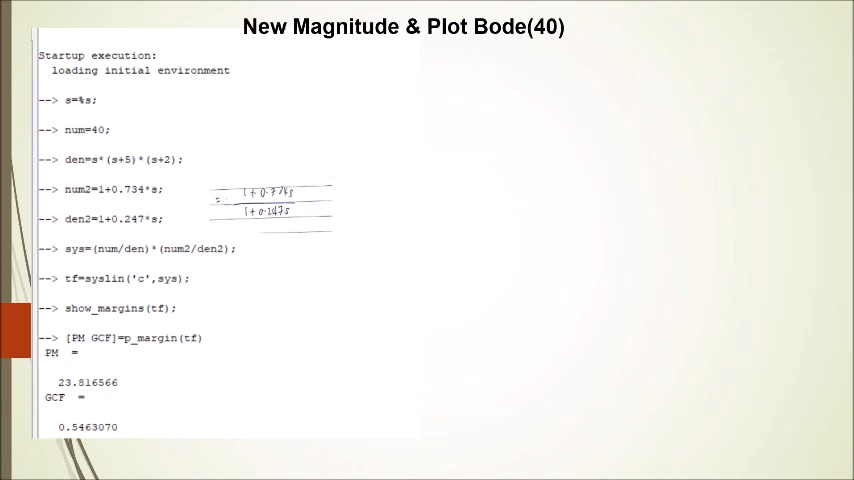 New Magnitude & Plot Bode(40)
Startup execution:
loading initial environment
--> s=%s;
--> num=40;
--> den=s*(s+5)*(s+2);
--> num2=1+0.734*s;
= 1+0.734s
1+0.247s
--> den2=1+0.247*s;
--> sys=(num/den)*(num2/den2);
--> tf=syslin('c',sys);
--> show_margins(tf);
--> [PM GCF]=p_margin(tf)
PM =
23.816566
GCF =
0.5463070